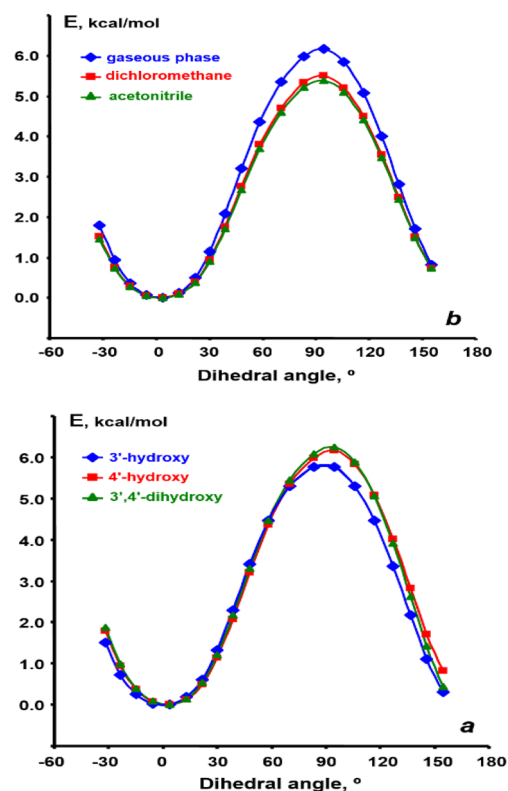 E, kcal/mol
6.0
5.0
4.0
3.0
2.0
1.0
0.0
gaseous phase
dichloromethane
acetonitrile
b
-60 -30 0 30 60 90 120 150 180
Dihedral angle, º
E, kcal/mol
6.0
5.0
4.0
3.0
2.0
1.0
0.0
3'-hydroxy
4'-hydroxy
3',4'-dihydroxy
a
-60 -30 0 30 60 90 120 150 180
Dihedral angle, º